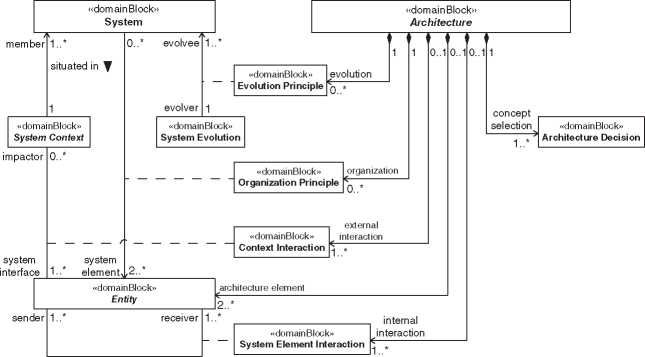 «domainBlock»
System
«domainBlock»
Architecture
member
1..*
0..*
evolvee
1..*
1
1
0..1
0..1
0..1
1
situated in ▼
«domainBlock»
Evolution Principle
evolution
0..*
evolver
1
1
concept
selection
1..*
«domainBlock»
System Context
«domainBlock»
System Evolution
«domainBlock»
Architecture Decision
impactor
0..*
«domainBlock»
Organization Principle
organization
0..*
«domainBlock»
Context Interaction
external
interaction
1..*
system
interface
1..*
system
element
2..*
«domainBlock»
Entity
architecture element
2..*
sender
1..*
receiver
1..*
«domainBlock»
System Element Interaction
internal
interaction
1..*